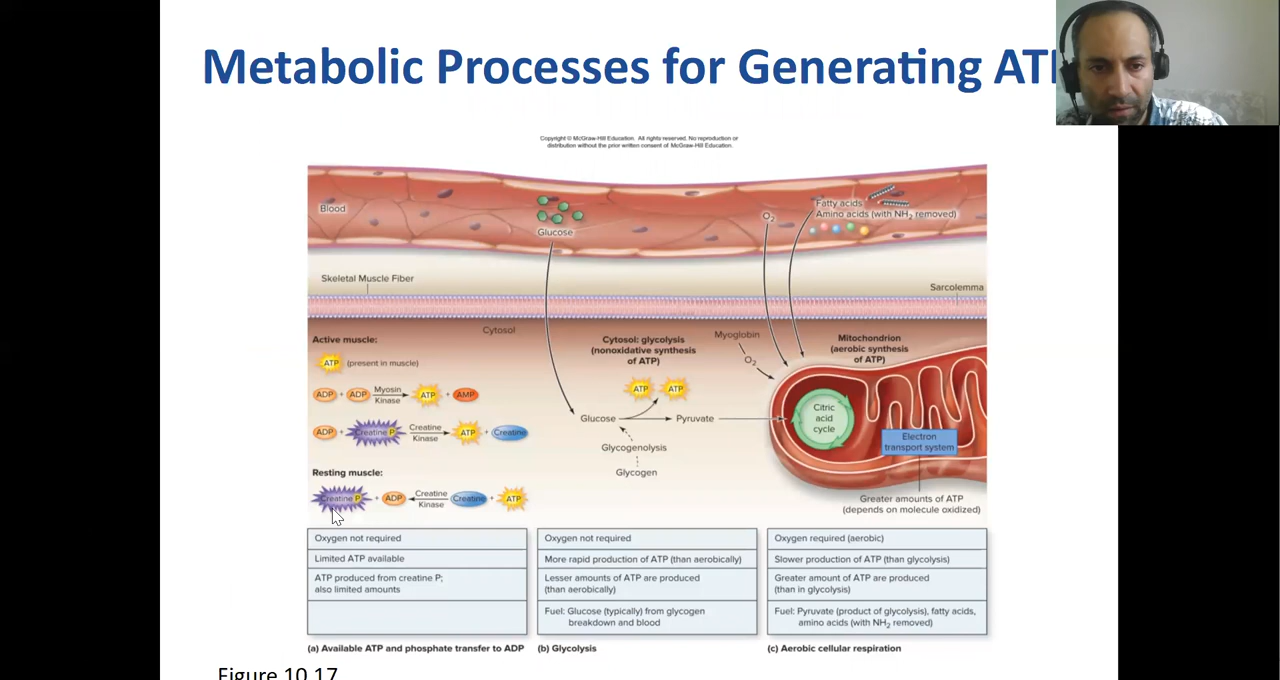 Metabolic Processes for Generating AT
Copyright © McGraw-Hill Education. All rights reserved. No reproduction or
distribution without the prior written consent of McGraw-Hill Education.
Blood
Glucose
O2
Fatty acids
Amino acids (with NH2 removed)
Skeletal Muscle Fiber
Sarcolemma
Cytosol
Active muscle:
ATP (present in muscle)
ADP + ADP Myosin Kinase ATP + AMP
ADP + Creatine P Creatine Kinase ATP + Creatine
Resting muscle:
Creatine P + ADP Creatine Kinase Creatine + ATP
Cytosol: glycolysis
(nonoxidative synthesis
of ATP)
ATP ATP
Glucose Pyruvate
Glycogenolysis
Glycogen
Myoglobin
O2
Mitochondrion
(aerobic synthesis
of ATP)
Citric
acid
cycle
Electron
transport system
Greater amounts of ATP
(depends on molecule oxidized)
Oxygen not required
Limited ATP available
ATP produced from creatine P;
also limited amounts
(a) Available ATP and phosphate transfer to ADP
Oxygen not required
More rapid production of ATP (than aerobically)
Lesser amounts of ATP are produced
(than aerobically)
Fuel: Glucose (typically) from glycogen
breakdown and blood
(b) Glycolysis
Oxygen required (aerobic)
Slower production of ATP (than glycolysis)
Greater amount of ATP are produced
(than in glycolysis)
Fuel: Pyruvate (product of glycolysis), fatty acids,
amino acids (with NH2 removed)
(c) Aerobic cellular respiration
Figure 10.17